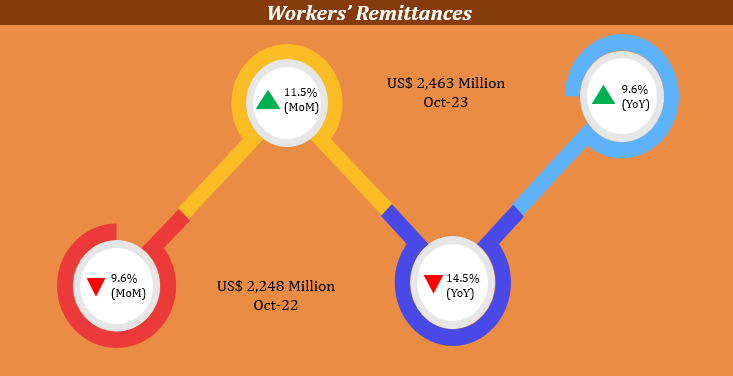 Workers’ Remittances
11.5%
(MoM)
US$ 2,463 Million
Oct-23
9.6%
(YoY)
9.6%
(MoM)
US$ 2,248 Million
Oct-22
14.5%
(YoY)